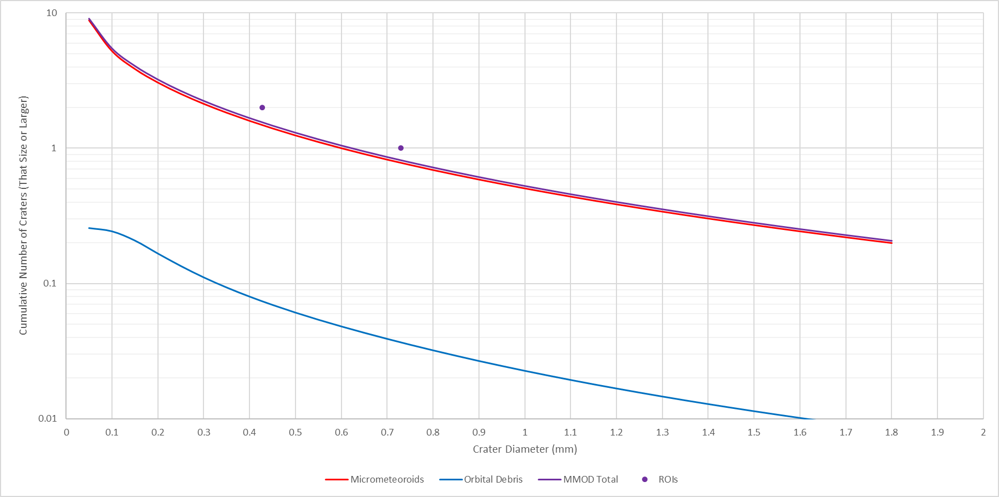 10
1
0.1
0.01
Cumulative Number of Craters (That Size or Larger)
0 0.1 0.2 0.3 0.4 0.5 0.6 0.7 0.8 0.9 1 1.1 1.2 1.3 1.4 1.5 1.6 1.7 1.8 1.9 2
Crater Diameter (mm)
Micrometeoroids Orbital Debris MMOD Total ROIs